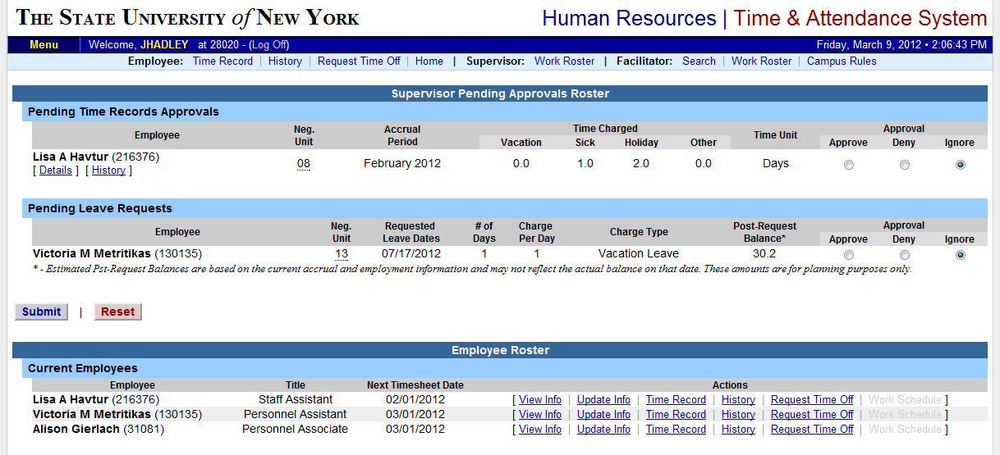 THE STATE UNIVERSITY of NEW YORK
Human Resources | Time & Attendance System
Menu Welcome, JHADLEY at 28020 - (Log Off) Friday, March 9, 2012 • 2:06:43 PM
Employee: Time Record | History | Request Time Off | Home | Supervisor: Work Roster | Facilitator: Search | Work Roster | Campus Rules
Supervisor Pending Approvals Roster
Pending Time Records Approvals
Employee Neg. Unit Accrual Period Time Charged Time Unit Approval
Vacation Sick Holiday Other Approve Deny Ignore
Lisa A Havtur (216376)
[ Details ] [ History ] 08 February 2012 0.0 1.0 2.0 0.0 Days
Pending Leave Requests
Employee Neg. Unit Requested Leave Dates # of Days Charge Per Day Charge Type Post-Request Balance* Approval
Approve Deny Ignore
Victoria M Metritikas (130135) 13 07/17/2012 1 1 Vacation Leave 30.2
* - Estimated Pst-Request Balances are based on the current accrual and employment information and may not reflect the actual balance on that date. These amounts are for planning purposes only.
Submit | Reset
Employee Roster
Current Employees
Employee Title Next Timesheet Date Actions
Lisa A Havtur (216376) Staff Assistant 02/01/2012 [ View Info | Update Info | Time Record | History | Request Time Off | Work Schedule ]
Victoria M Metritikas (130135) Personnel Assistant 03/01/2012 [ View Info | Update Info | Time Record | History | Request Time Off | Work Schedule ]
Alison Gierlach (31081) Personnel Associate 03/01/2012 [ View Info | Update Info | Time Record | History | Request Time Off | Work Schedule ]